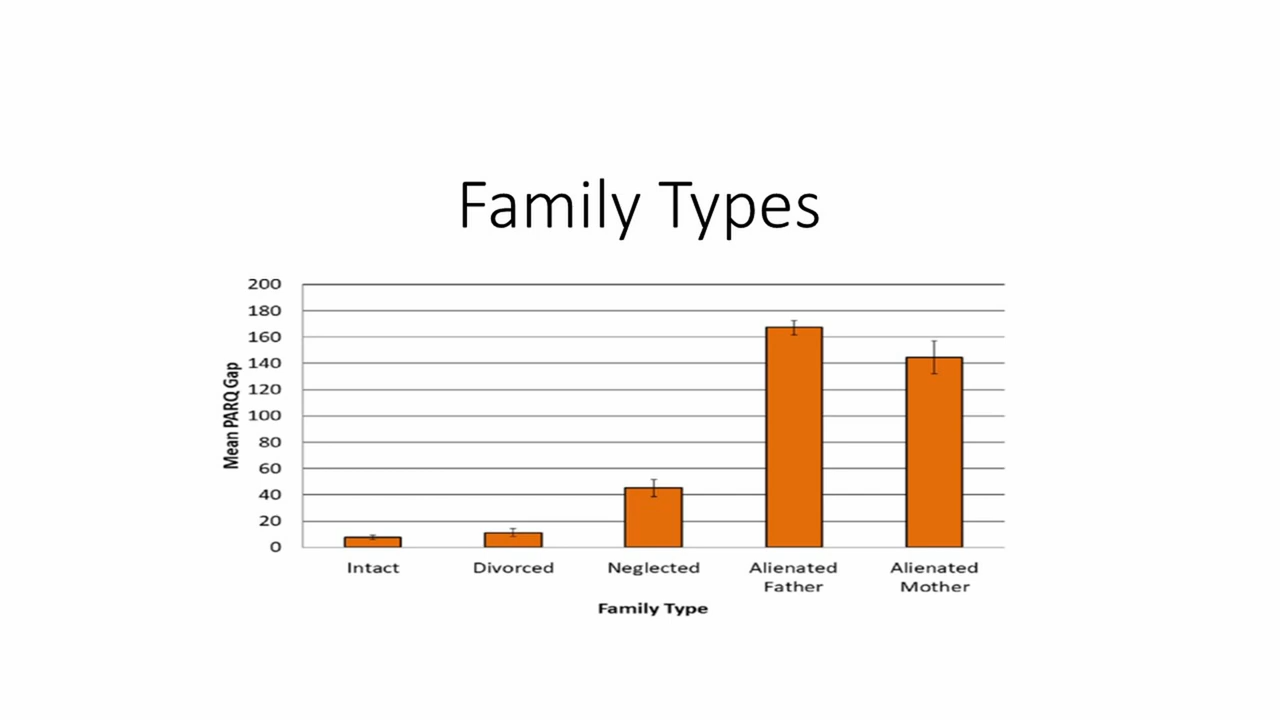 Family Types
200
180
160
140
120
100
80
60
40
20
0
Mean PARQ Gap
Intact
Divorced
Neglected
Alienated
Father
Alienated
Mother
Family Type